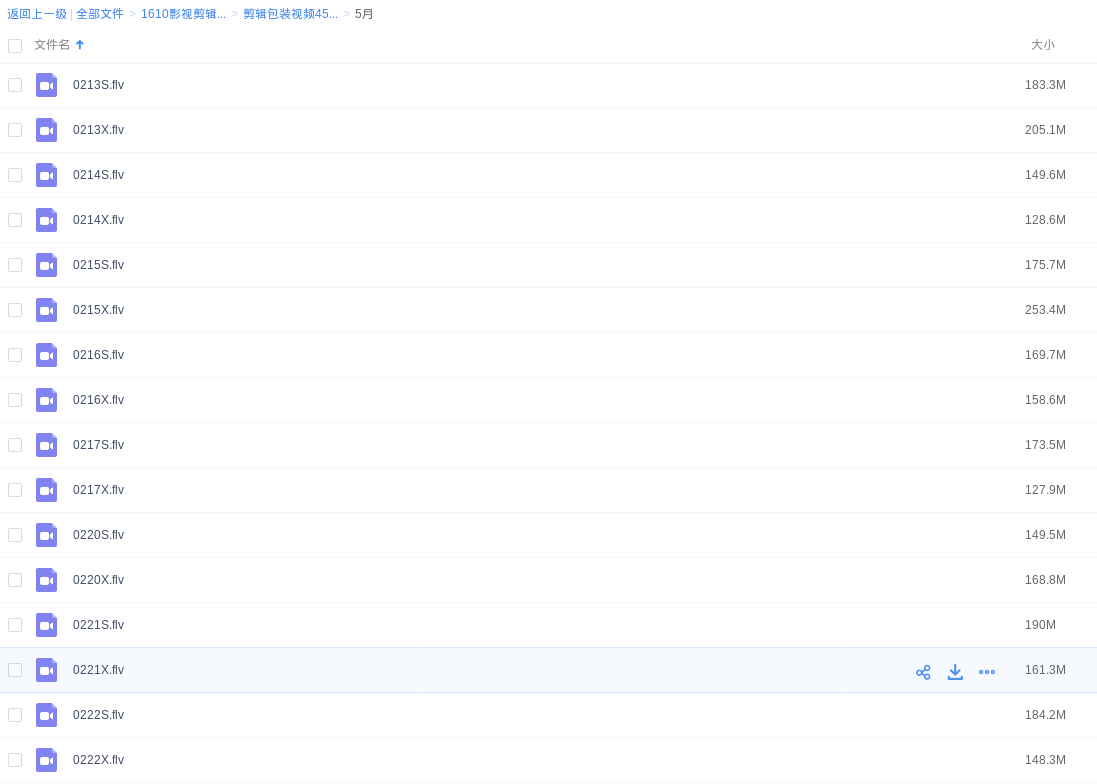 返回上一级 | 全部文件 > 1610影视剪辑... > 剪辑包装视频45... > 5月
文件名 大小
0213S.flv 183.3M
0213X.flv 205.1M
0214S.flv 149.6M
0214X.flv 128.6M
0215S.flv 175.7M
0215X.flv 253.4M
0216S.flv 169.7M
0216X.flv 158.6M
0217S.flv 173.5M
0217X.flv 127.9M
0220S.flv 149.5M
0220X.flv 168.8M
0221S.flv 190M
0221X.flv 161.3M
0222S.flv 184.2M
0222X.flv 148.3M